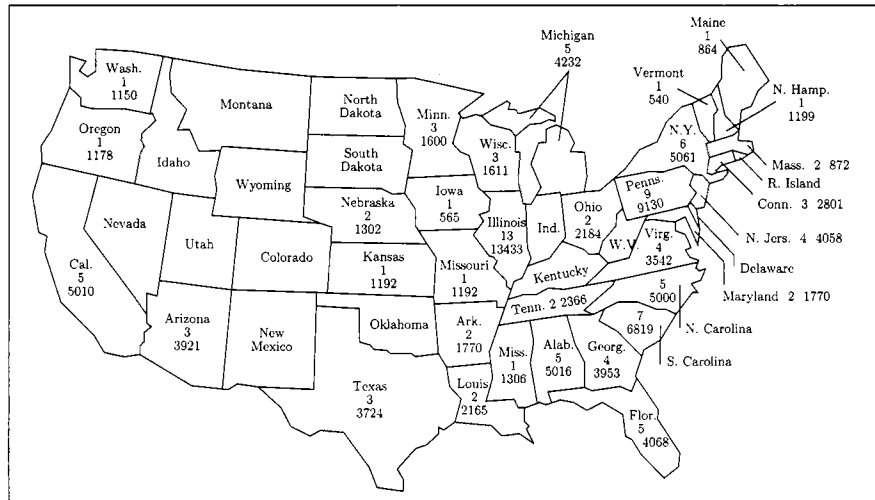 Maine
1
864
Michigan
5
4232
Vermont
1
540
N. Hamp.
1
1199
Wash.
1
1150
Montana
North
Dakota
Minn.
3
1600
Oregon
1
1178
Idaho
South
Dakota
Wisc.
3
1611
N.Y.
6
5061
Mass. 2 872
R. Island
Conn. 3 2801
Wyoming
Nebraska
2
1302
Iowa
1
565
Illinois
13
13433
Ind.
Ohio
2
2184
Penns.
9
9130
N. Jers. 4 4058
Delaware
Maryland 2 1770
Nevada
Utah
Colorado
Kansas
1
1192
Missouri
1
1192
Kentucky
W.V.
Virg.
4
3542
Cal.
5
5010
Arizona
3
3921
New
Mexico
Oklahoma
Ark.
2
1770
Tenn. 2 2366
5
5000
N. Carolina
7
6819
S. Carolina
Texas
3
3724
Louis
2
2165
Miss.
1
1306
Alab.
5
5016
Georg.
4
3953
Flor.
5
4068